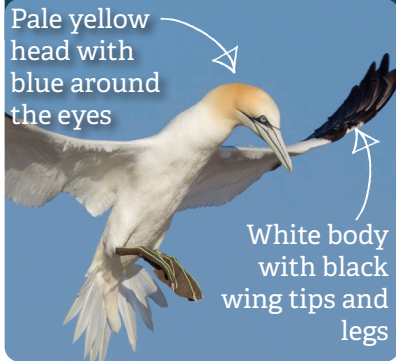 Pale yellow
head with
blue around
the eyes
White body
with black
wing tips and
legs